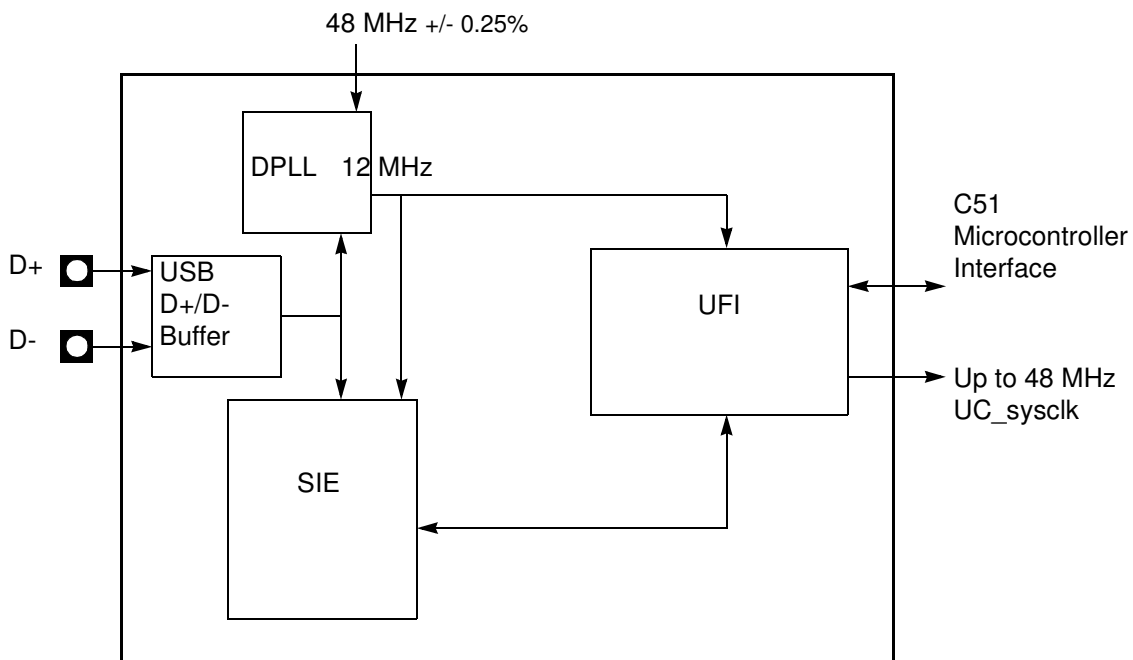 48 MHz +/- 0.25%
DPLL 12 MHz
C51
Microcontroller
Interface
D+
USB
D+/D-
Buffer
D-
UFI
Up to 48 MHz
UC_sysclk
SIE